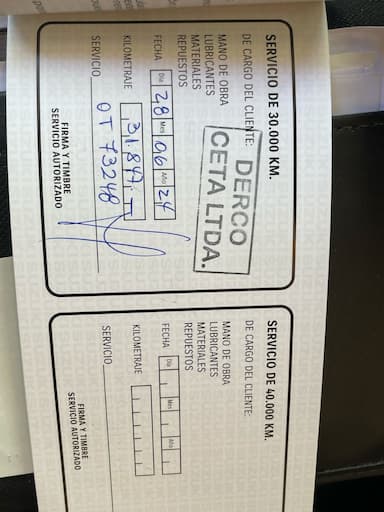 SERVICIO DE 30.000 KM.
DE CARGO DEL CLIENTE:
MANO DE OBRA
LUBRICANTES
MATERIALES
REPUESTOS
DERCO
CETA LTDA.
FECHA Día 28 Mes 06 Año 24
KILOMETRAJE 31.847
SERVICIO OT 73248
FIRMA Y TIMBRE
SERVICIO AUTORIZADO
SERVICIO DE 40.000 KM.
DE CARGO DEL CLIENTE:
MANO DE OBRA
LUBRICANTES
MATERIALES
REPUESTOS
FECHA Día Mes Año
KILOMETRAJE
SERVICIO
FIRMA Y TIMBRE
SERVICIO AUTORIZADO